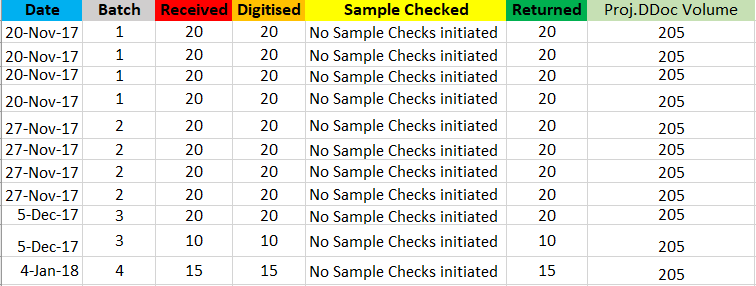 Date Batch Received Digitised Sample Checked Returned Proj.DDoc Volume
20-Nov-17 1 20 20 No Sample Checks initiated 20 205
20-Nov-17 1 20 20 No Sample Checks initiated 20 205
20-Nov-17 1 20 20 No Sample Checks initiated 20 205
20-Nov-17 1 20 20 No Sample Checks initiated 20 205
27-Nov-17 2 20 20 No Sample Checks initiated 20 205
27-Nov-17 2 20 20 No Sample Checks initiated 20 205
27-Nov-17 2 20 20 No Sample Checks initiated 20 205
27-Nov-17 2 20 20 No Sample Checks initiated 20 205
5-Dec-17 3 20 20 No Sample Checks initiated 20 205
5-Dec-17 3 10 10 No Sample Checks initiated 10 205
4-Jan-18 4 15 15 No Sample Checks initiated 15 205